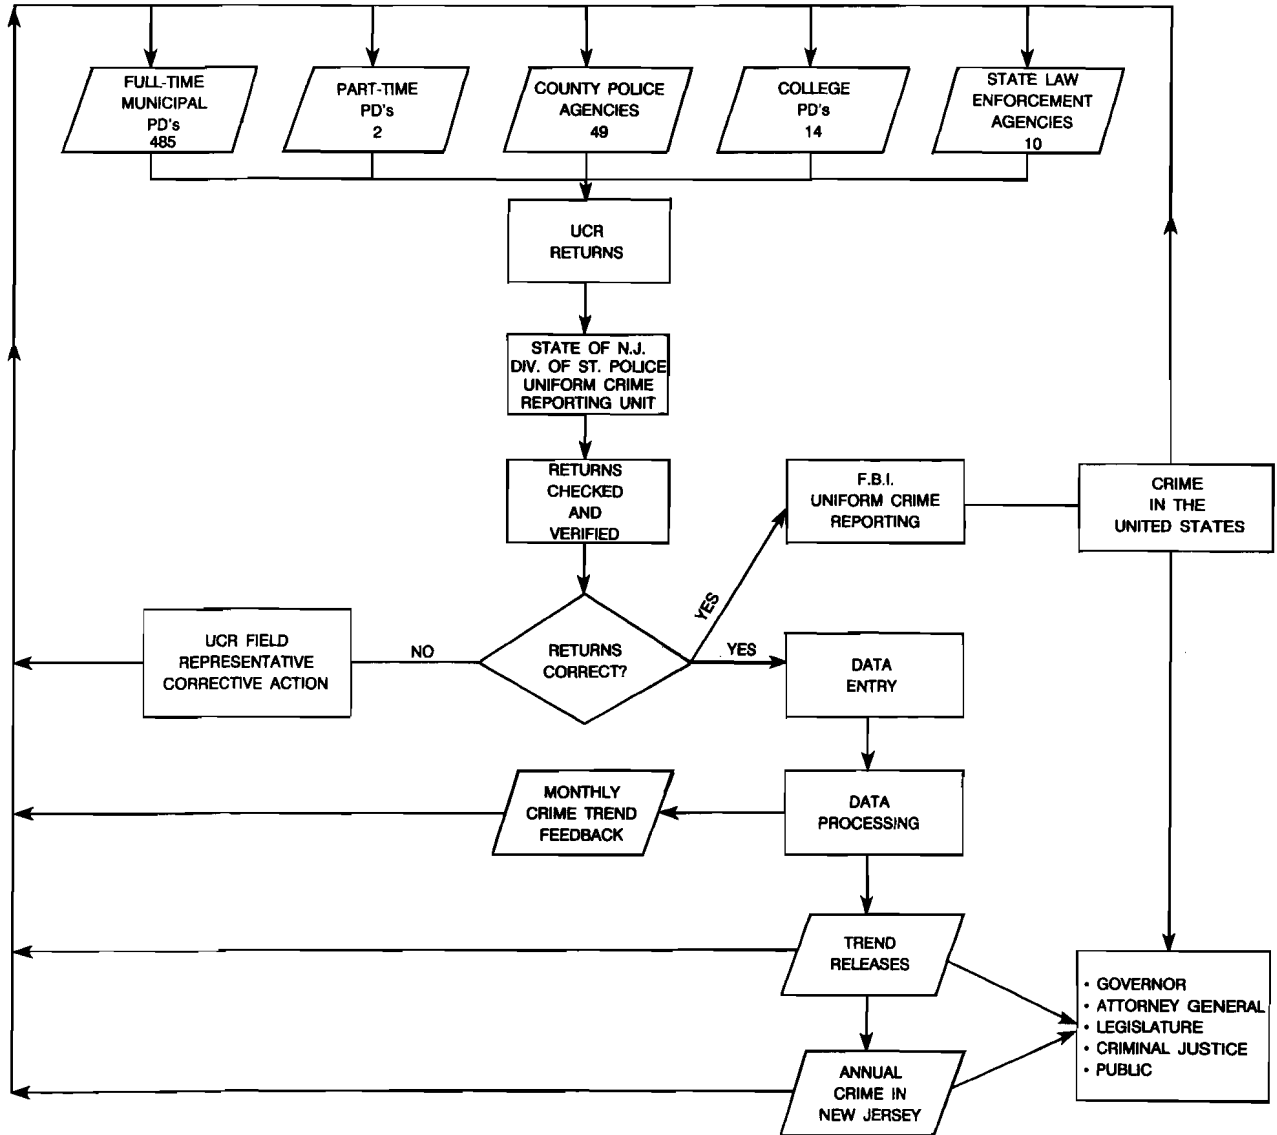 FULL-TIME
MUNICIPAL
PD's
485
PART-TIME
PD's
2
COUNTY POLICE
AGENCIES
49
COLLEGE
PD's
14
STATE LAW
ENFORCEMENT
AGENCIES
10
UCR
RETURNS
STATE OF N.J.
DIV. OF ST. POLICE
UNIFORM CRIME
REPORTING UNIT
RETURNS
CHECKED
AND
VERIFIED
F.B.I.
UNIFORM CRIME
REPORTING
CRIME
IN THE
UNITED STATES
YES
UCR FIELD
REPRESENTATIVE
CORRECTIVE ACTION
NO
RETURNS
CORRECT?
YES
DATA
ENTRY
MONTHLY
CRIME TREND
FEEDBACK
DATA
PROCESSING
TREND
RELEASES
• GOVERNOR
• ATTORNEY GENERAL
• LEGISLATURE
• CRIMINAL JUSTICE
• PUBLIC
ANNUAL
CRIME IN
NEW JERSEY